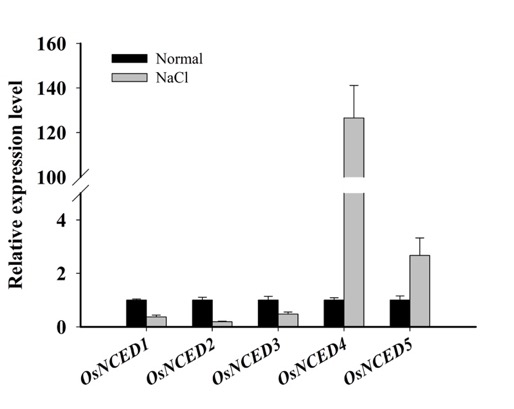 Relative expression level
160
140
120
100
4
2
0
Normal
NaCl
OsNCED1
OsNCED2
OsNCED3
OsNCED4
OsNCED5